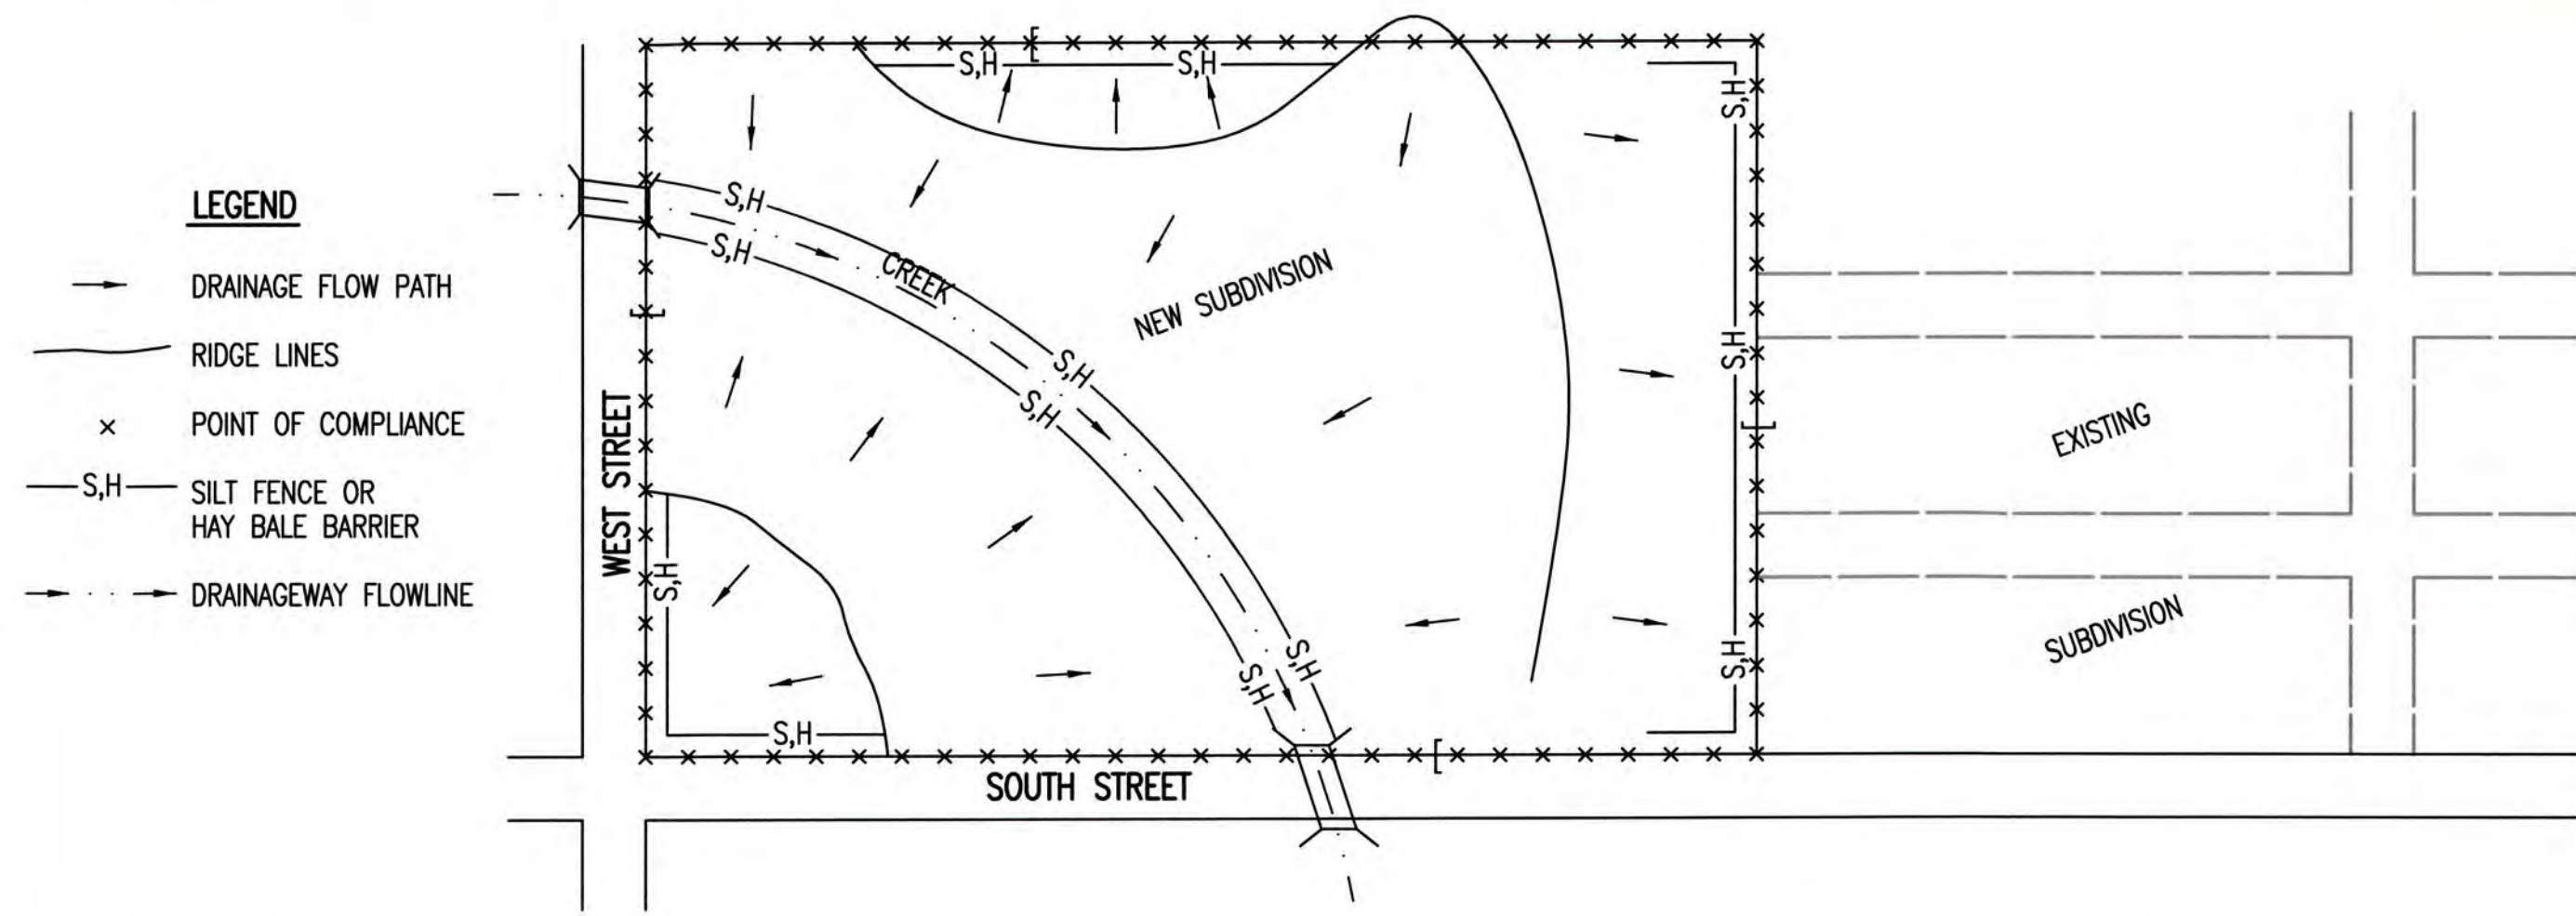 LEGEND
DRAINAGE FLOW PATH
RIDGE LINES
POINT OF COMPLIANCE
S,H
SILT FENCE OR
HAY BALE BARRIER
DRAINAGEWAY FLOWLINE
S,H
S,H
S,H
S,H
S,H
CREEK
NEW SUBDIVISION
S,H
S,H
S,H
WEST STREET
EXISTING
S,H
S,H
S,H
S,H
SUBDIVISION
S,H
S,H
SOUTH STREET